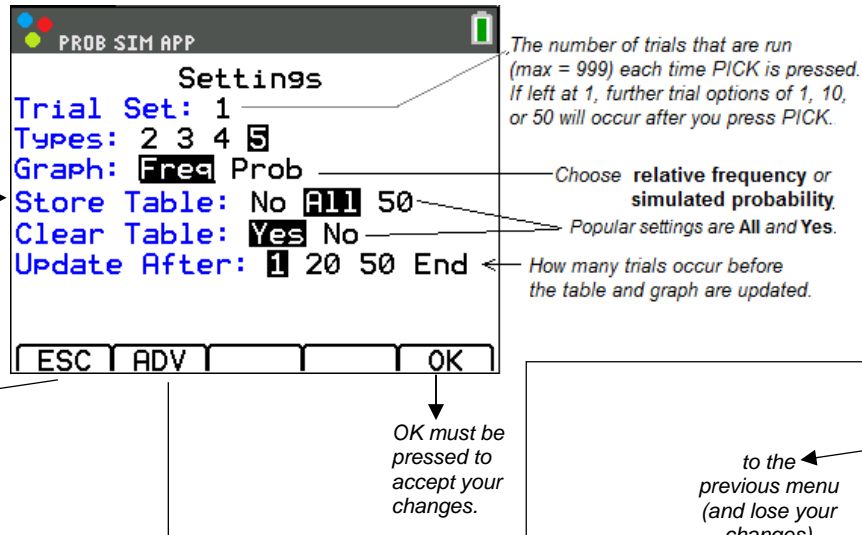 PROB SIM APP
Settings
Trial Set: 1
Types: 2 3 4 5
Graph: Freq Prob
Store Table: No All 50
Clear Table: Yes No
Update After: 1 20 50 End
ESC ADV OK
The number of trials that are run
(max = 999) each time PICK is pressed.
If left at 1, further trial options of 1, 10,
or 50 will occur after you press PICK.
Choose relative frequency or
simulated probability.
Popular settings are All and Yes.
How many trials occur before
the table and graph are updated.
OK must be
pressed to
accept your
changes.
to the
previous menu
(and lose your
changes)